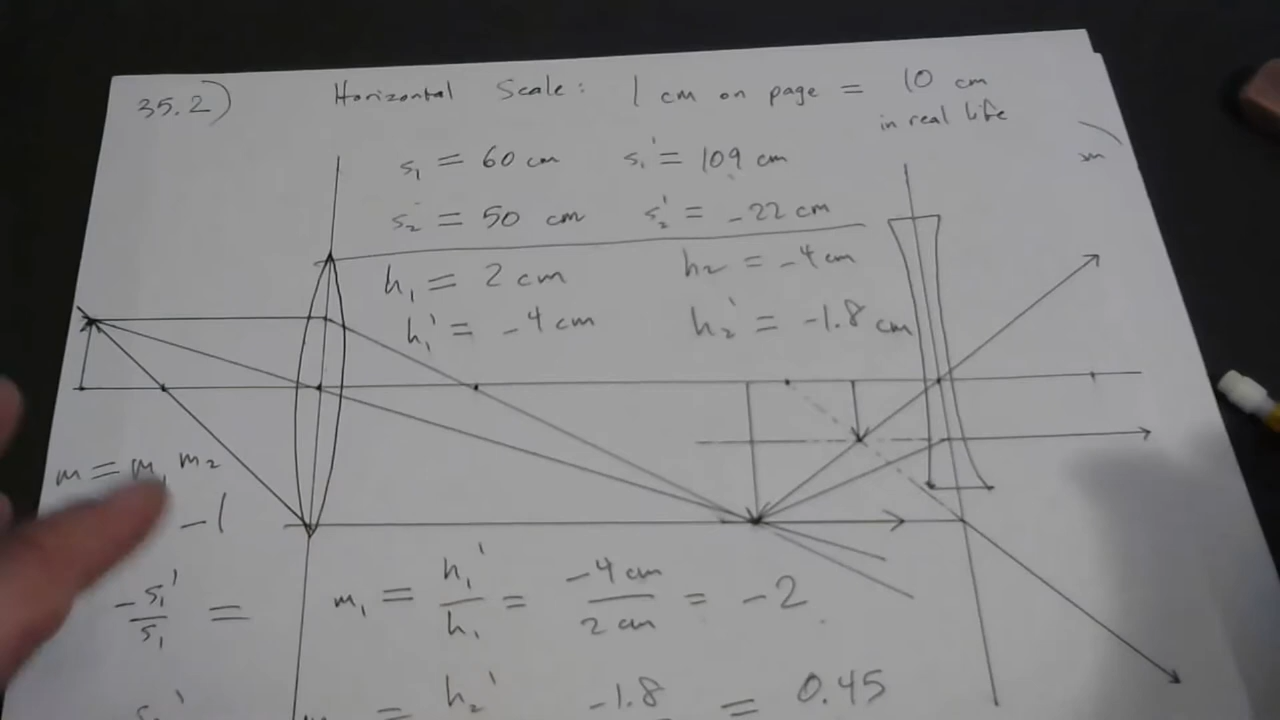 35.2) Horizontal Scale: 1 cm on page = 10 cm
in real life
m
s₁ = 60 cm s₁' = 109 cm
s₂ = 50 cm s₂' = -22 cm
h₁ = 2 cm h₂ = -4 cm
h₁' = -4 cm h₂' = -1.8 cm
m = m₁ m₂
-1
-s₁'/s₁ = m₁ = h₁'/h₁ = -4 cm/2 cm = -2
= h₂' -1.8 = 0.45